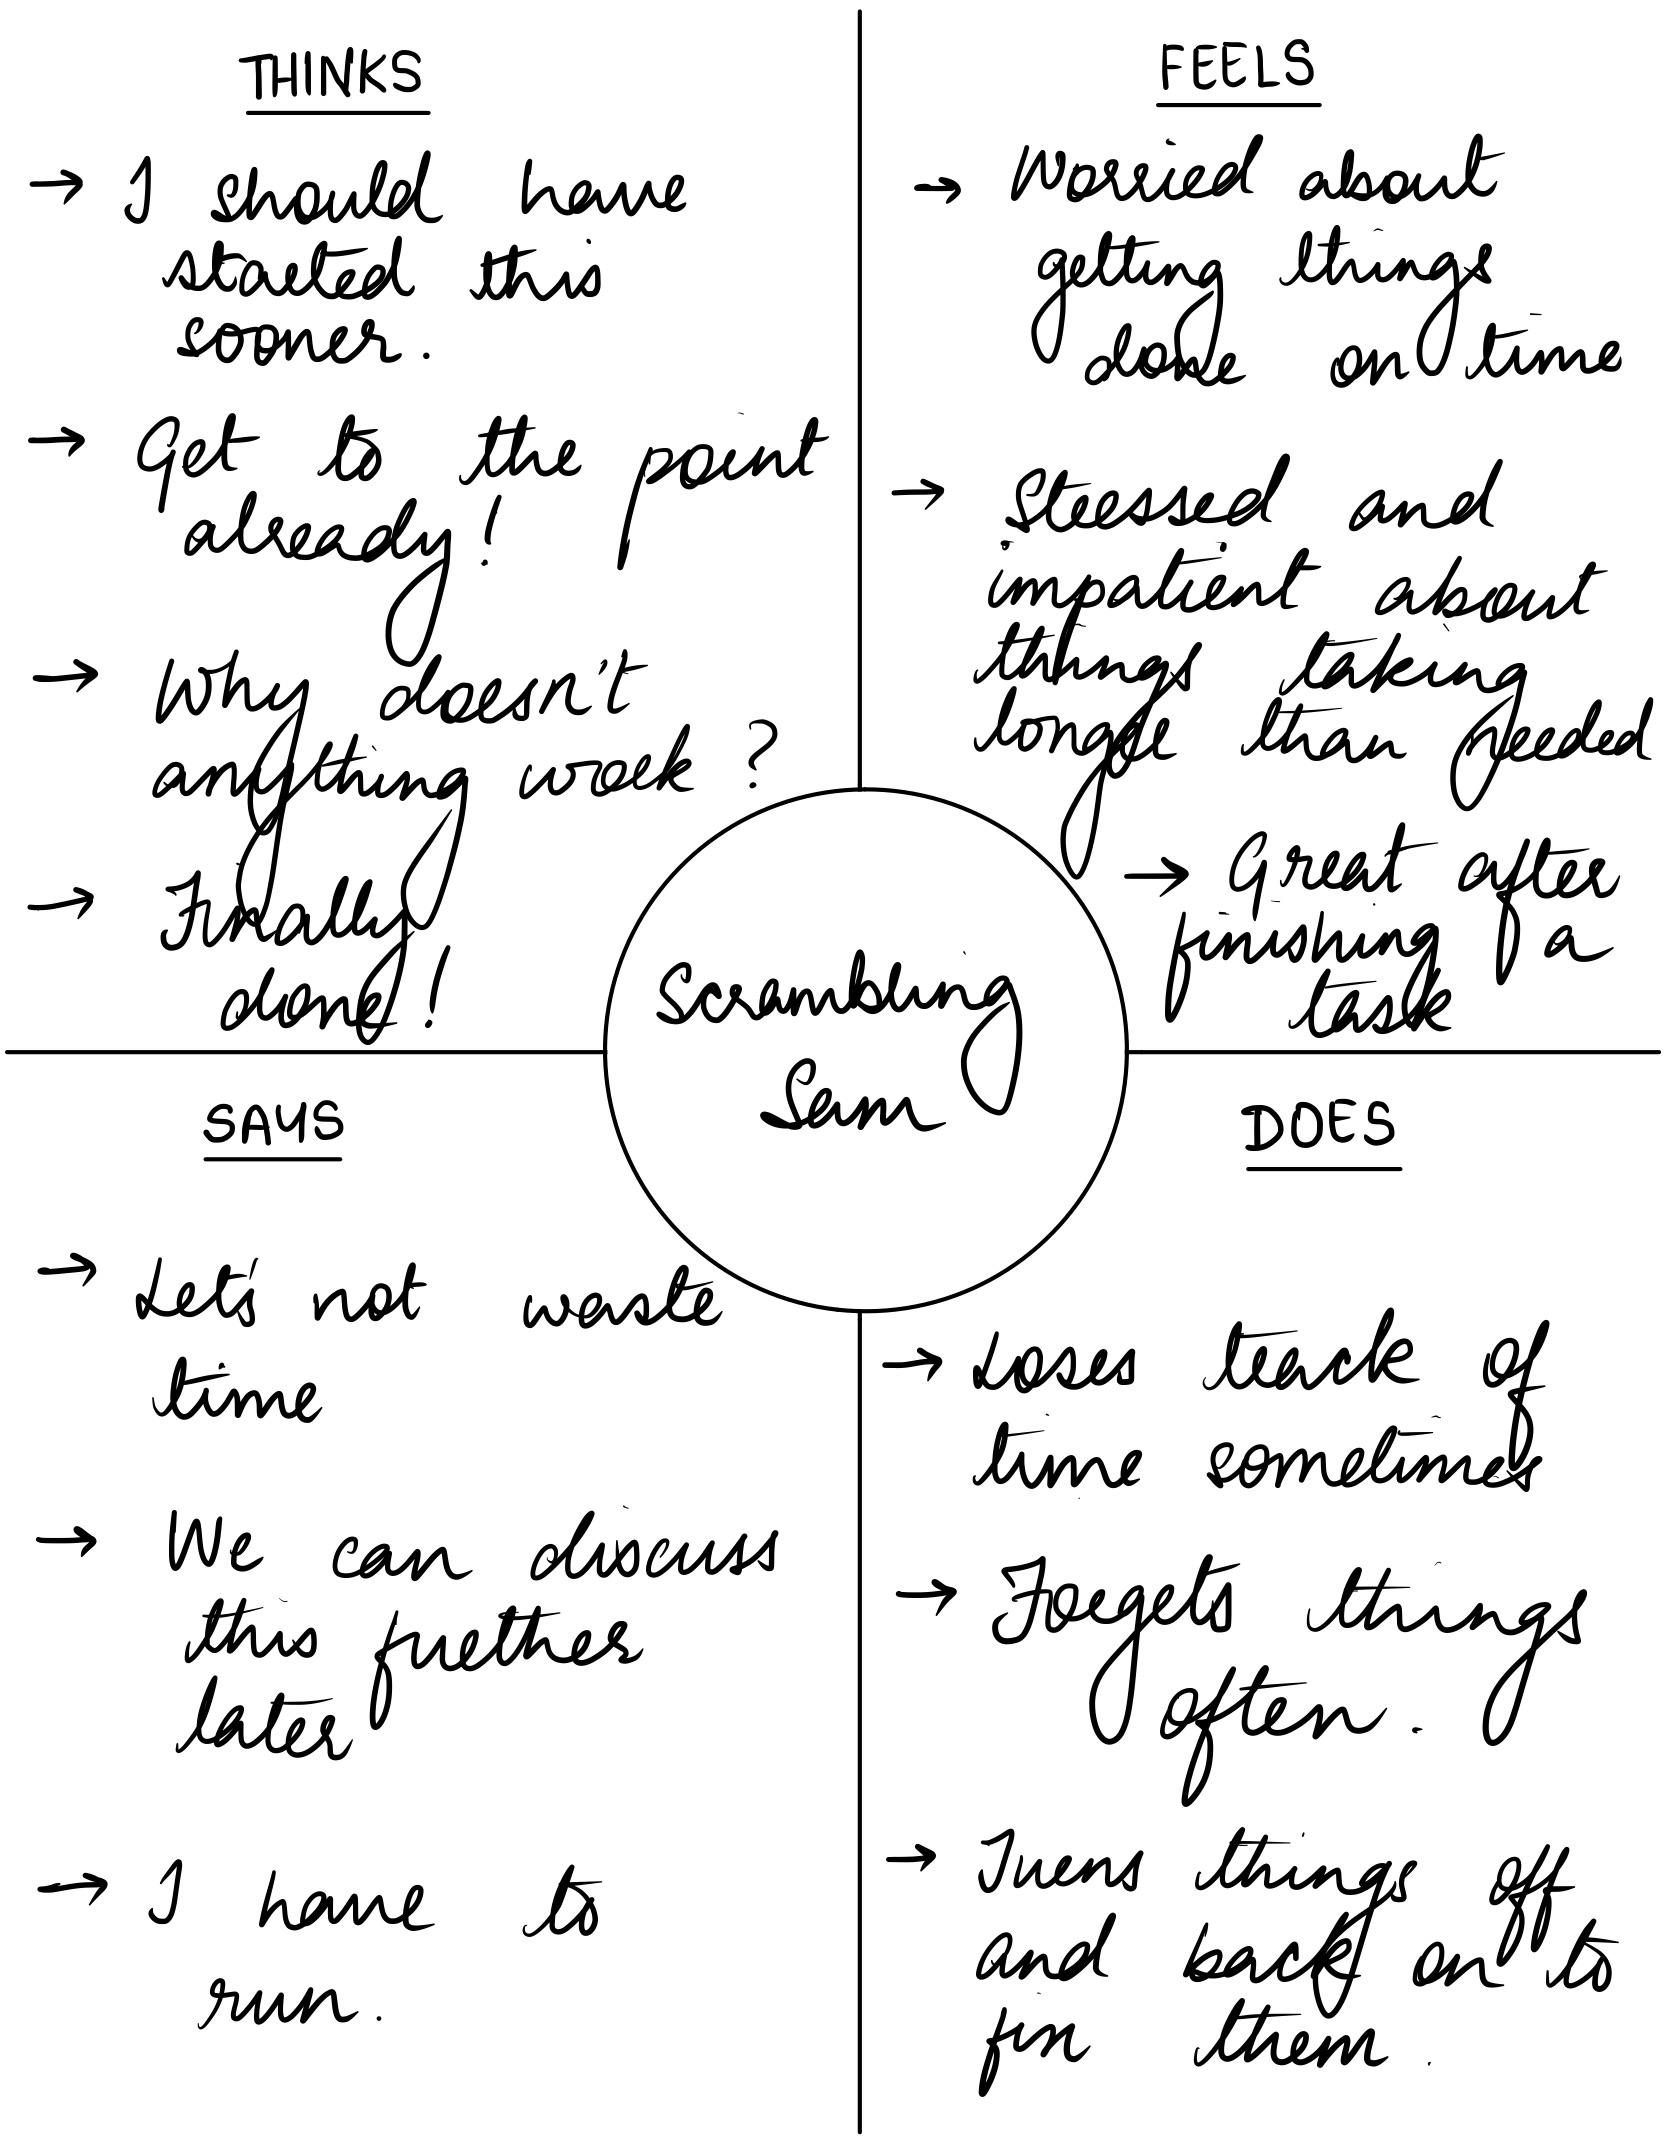 THINKS
→ I should have
started this
sooner.
→ Get to the point
already!
→ Why doesn't
anything work ?
→ Finally
done!
FEELS
→ Worried about
getting things
done on time
→ Stressed and
impatient about
things taking
longer than needed
→ Great after
finishing a
task
Scrambling
Sam
SAYS
→ Let's not waste
time
→ We can discuss
this further
later
→ I have to
run.
DOES
→ Loses track of
time sometimes
→ Forgets things
often.
→ Turns things off
and back on to
fix them.